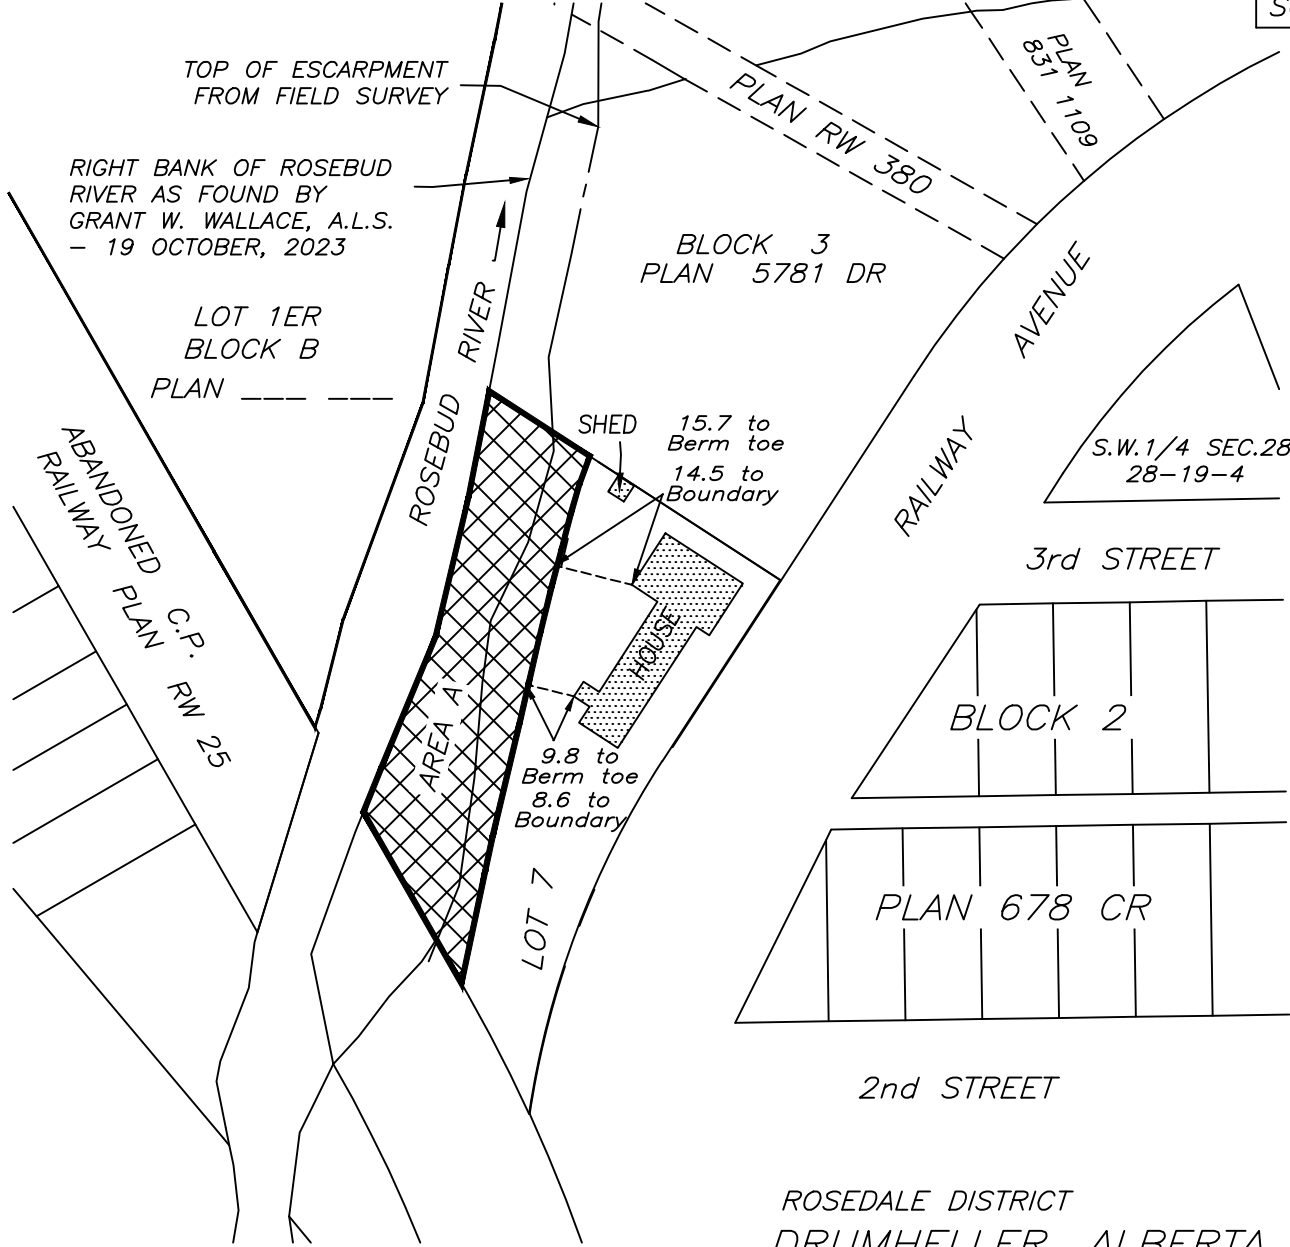 TOP OF ESCARPMENT
FROM FIELD SURVEY
RIGHT BANK OF ROSEBUD
RIVER AS FOUND BY
GRANT W. WALLACE, A.L.S.
- 19 OCTOBER, 2023
PLAN RW 380
PLAN
831 1109
BLOCK 3
PLAN 5781 DR
LOT 1ER
BLOCK B
PLAN ___ ___
ROSEBUD RIVER
RAILWAY AVENUE
SHED
15.7 to
Berm toe
14.5 to
Boundary
S.W.1/4 SEC.28
28-19-4
ABANDONED C.P.
RAILWAY PLAN RW 25
3rd STREET
HOUSE
AREA A
BLOCK 2
9.8 to
Berm toe
8.6 to
Boundary
LOT 7
PLAN 678 CR
2nd STREET
ROSEDALE DISTRICT
DRUMHELLER, ALBERTA